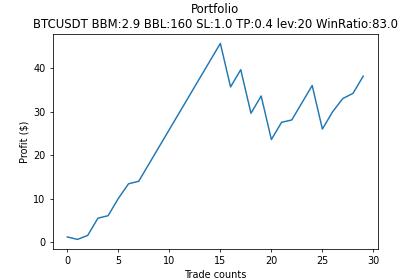 Portfolio
BTCUSDT BBM:2.9 BBL:160 SL:1.0 TP:0.4 lev:20 WinRatio:83.0
40
30
20
10
0
Profit ($)
0 5 10 15 20 25 30
Trade counts